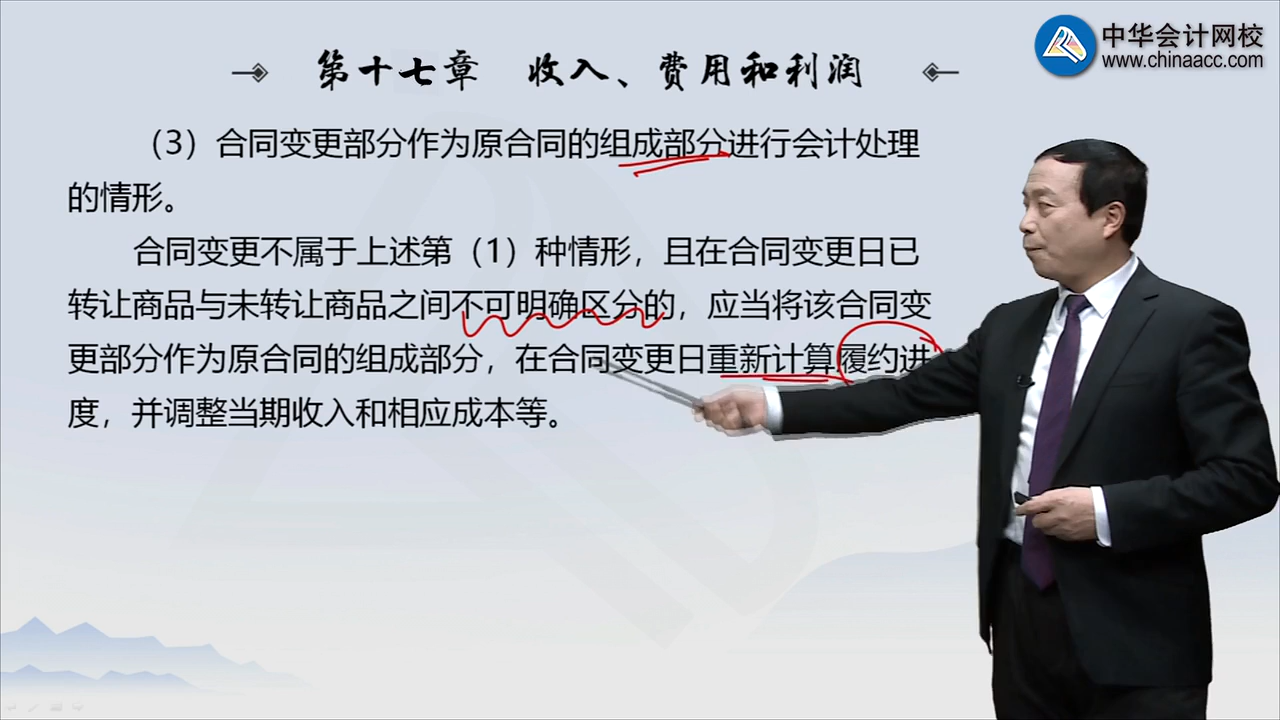 中华会计网校
www.chinaacc.com
第十七章 收入、费用和利润
（3）合同变更部分作为原合同的组成部分进行会计处理
的情形。
合同变更不属于上述第（1）种情形，且在合同变更日已
转让商品与未转让商品之间不可明确区分的，应当将该合同变
更部分作为原合同的组成部分，在合同变更日重新计算履约进
度，并调整当期收入和相应成本等。